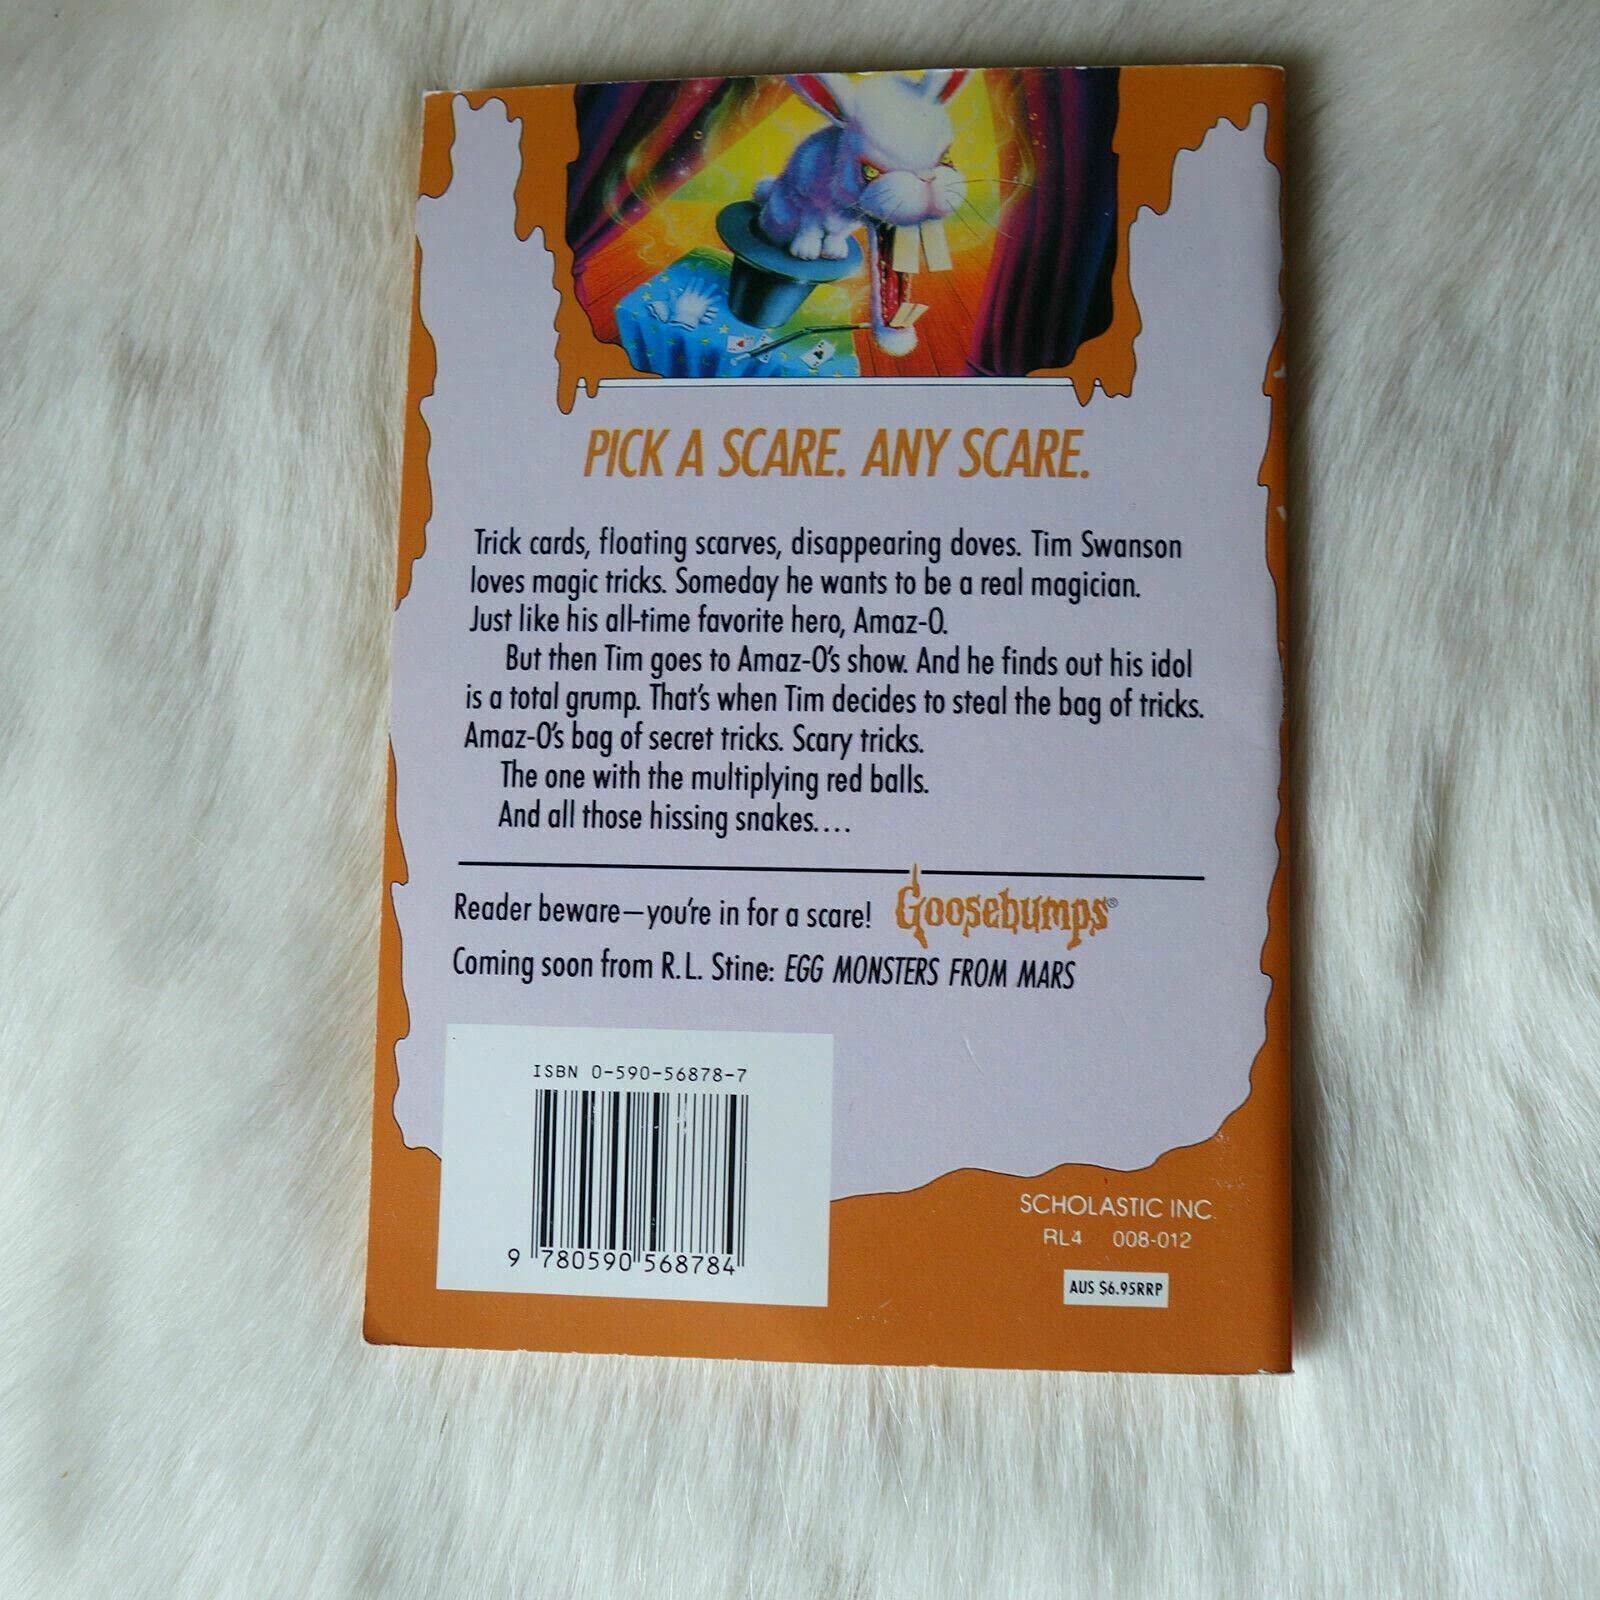 PICK A SCARE. ANY SCARE.
Trick cards, floating scarves, disappearing doves. Tim Swanson
loves magic tricks. Someday he wants to be a real magician.
Just like his all-time favorite hero, Amaz-O.
But then Tim goes to Amaz-O's show. And he finds out his idol
is a total grump. That's when Tim decides to steal the bag of tricks.
Amaz-O's bag of secret tricks. Scary tricks.
The one with the multiplying red balls.
And all those hissing snakes....
Reader beware—you're in for a scare! Goosebumps®
Coming soon from R.L. Stine: EGG MONSTERS FROM MARS
ISBN 0-590-56878-7
9 780590 568784
SCHOLASTIC INC.
RL4 008-012
AUS $6.95RRP